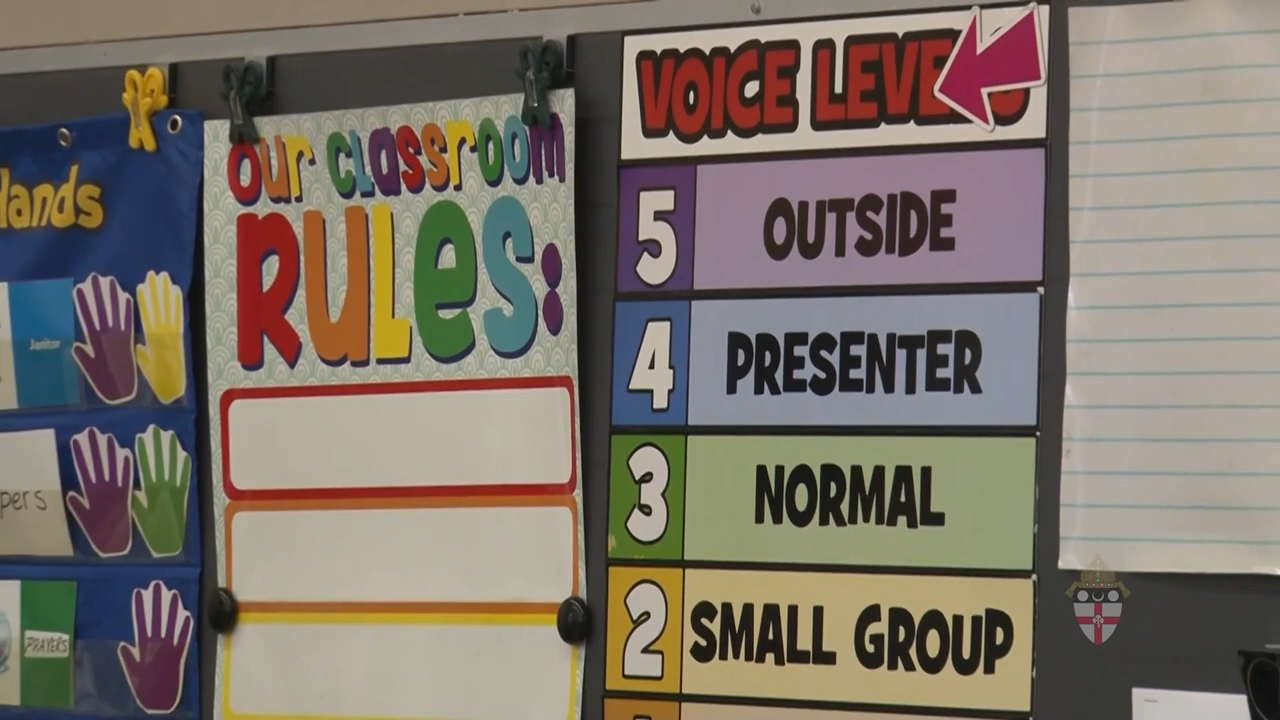 Hands
Janitor
pers
PRAYERS
OUR CLASSROOM
RULES:
VOICE LEVE
5 OUTSIDE
4 PRESENTER
3 NORMAL
2 SMALL GROUP